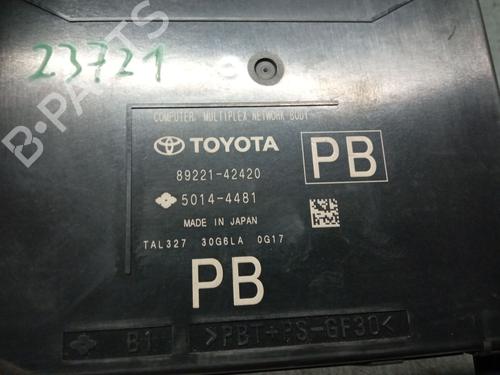 23721
B-PARTS
COMPUTER, MULTIPLEX NETWORK BODY
TOYOTA
PB
89221-42420
5014-4481
MADE IN JAPAN
TAL327 30G6LA 0G17
PB
B1 >PBT+PS-GF30<